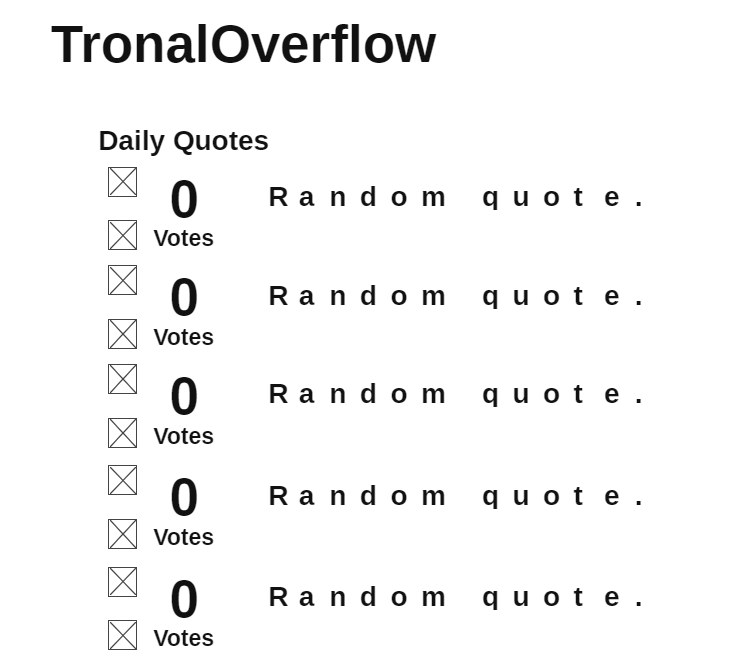 TronalOverflow
Daily Quotes
0
Random quote.
Votes
0
Random quote.
Votes
0
Random quote.
Votes
0
Random quote.
Votes
0
Random quote.
Votes